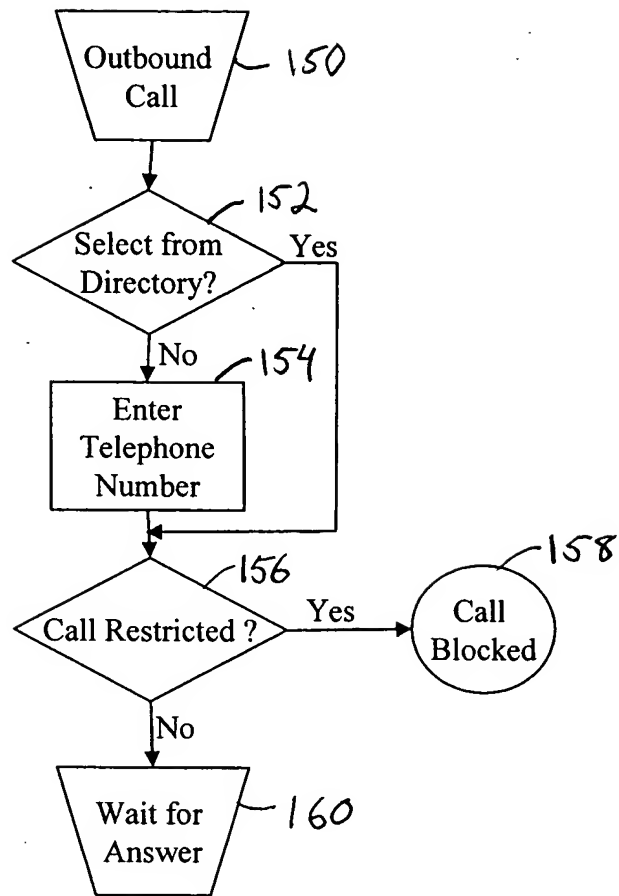 Outbound
Call
150
152
Select from
Directory?
Yes
No
154
Enter
Telephone
Number
156
158
Call Restricted ?
Yes
Call
Blocked
No
Wait for
Answer
160